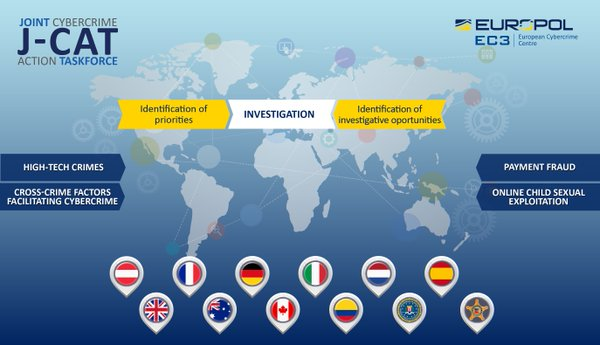 JOINT CYBERCRIME
J-CAT
ACTION TASKFORCE
EUROPOL
EC3
European Cybercrime
Centre
Identification of
priorities
INVESTIGATION
Identification of
investigative oportunities
HIGH-TECH CRIMES
CROSS-CRIME FACTORS
FACILITATING CYBERCRIME
PAYMENT FRAUD
ONLINE CHILD SEXUAL
EXPLOITATION